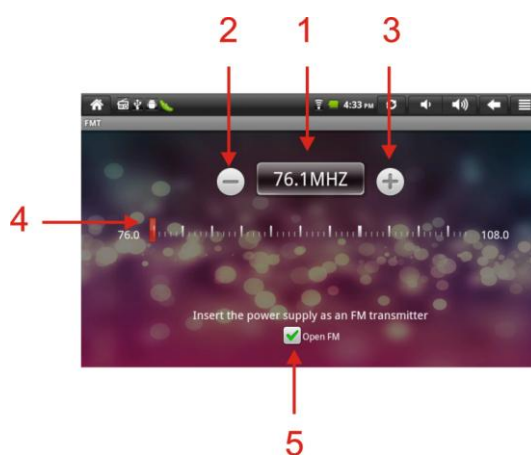 2 1 3
4:33 PM
FMT
76.1MHZ
4 76.0 108.0
Insert the power supply as an FM transmitter
Open FM
5